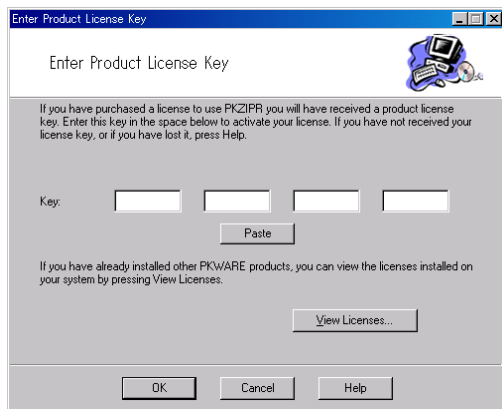 Enter Product License Key
Enter Product License Key
If you have purchased a license to use PKZIPR you will have received a product license
key. Enter this key in the space below to activate your license. If you have not received your
license key, or if you have lost it, press Help.
Key:
Paste
If you have already installed other PKWARE products, you can view the licenses installed on
your system by pressing View Licenses.
View Licenses...
OK Cancel Help